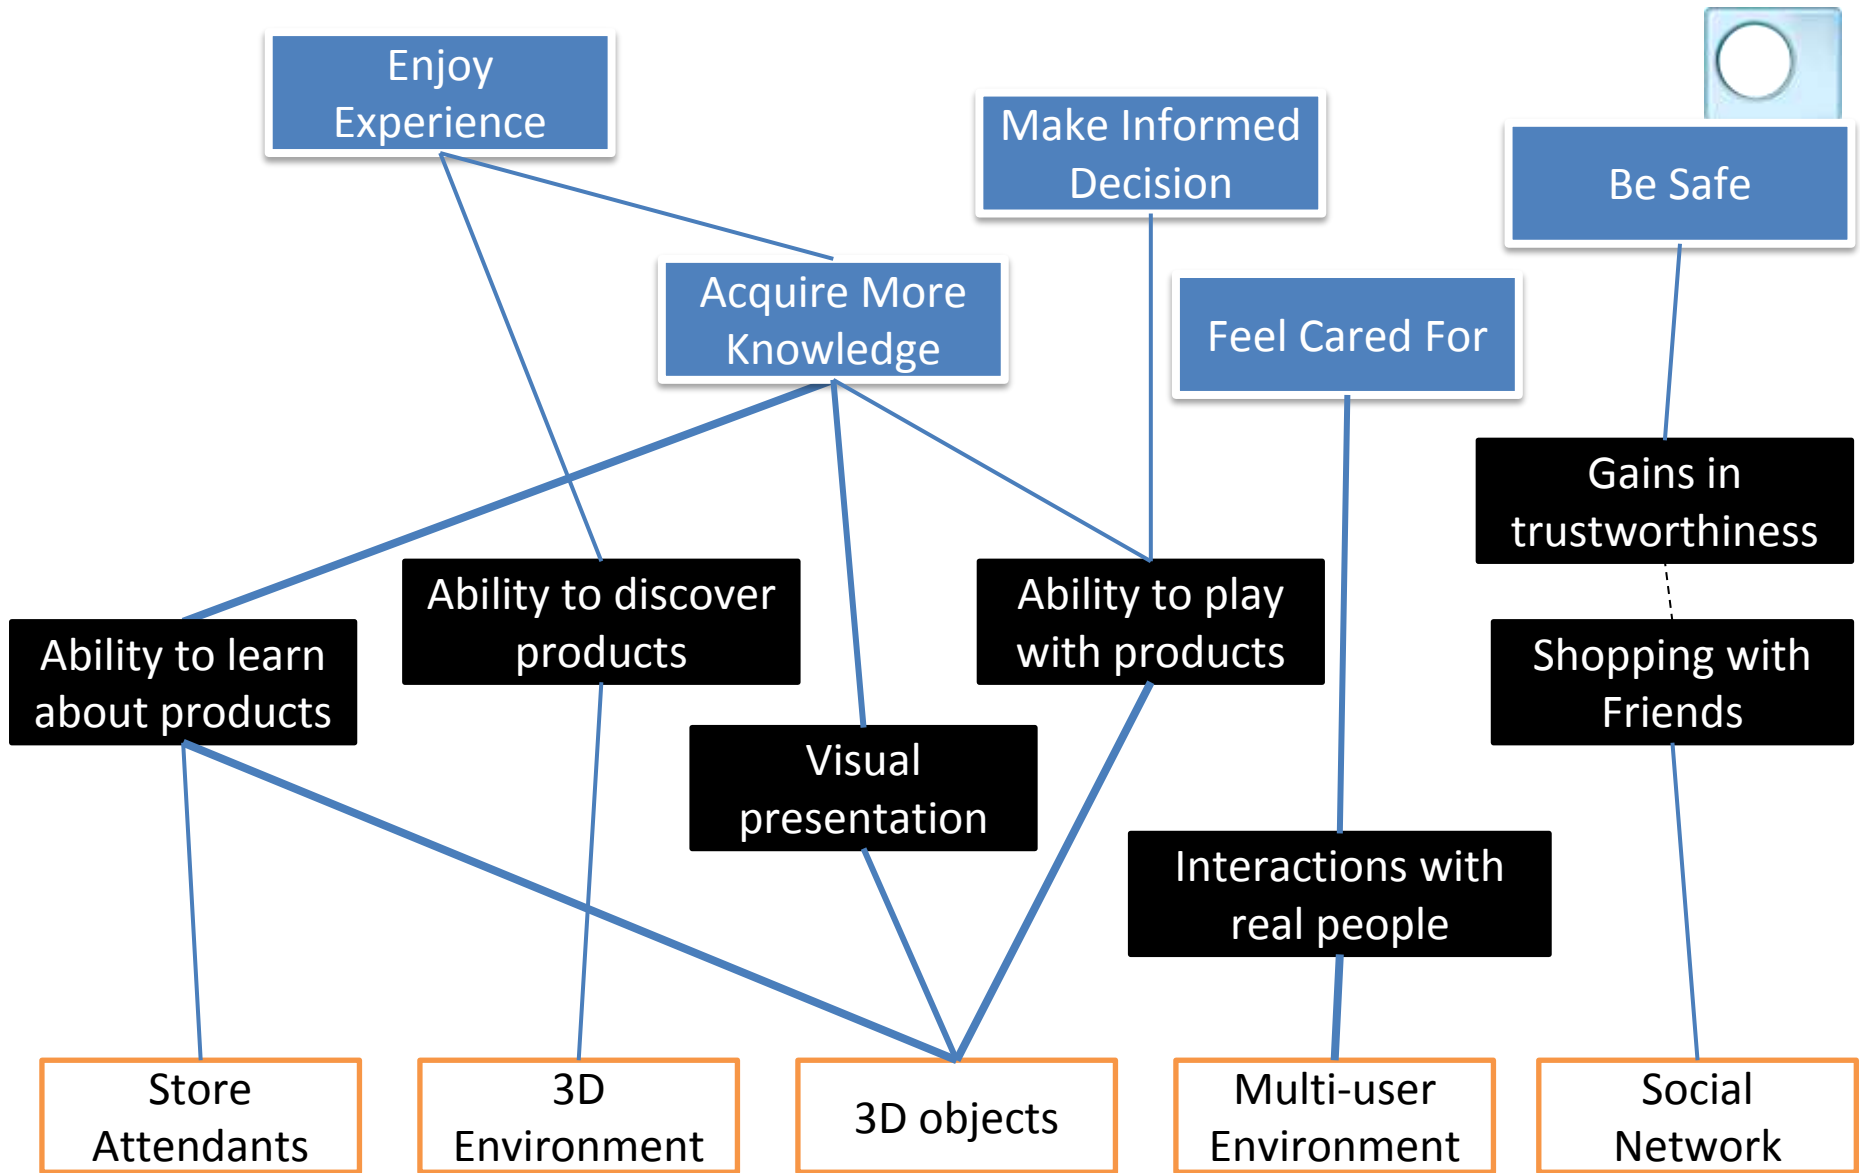 Enjoy
Experience
Make Informed
Decision
Be Safe
Acquire More
Knowledge
Feel Cared For
Gains in
trustworthiness
Ability to discover
products
Ability to play
with products
Ability to learn
about products
Shopping with
Friends
Visual
presentation
Interactions with
real people
Store
Attendants
3D
Environment
3D objects
Multi-user
Environment
Social
Network